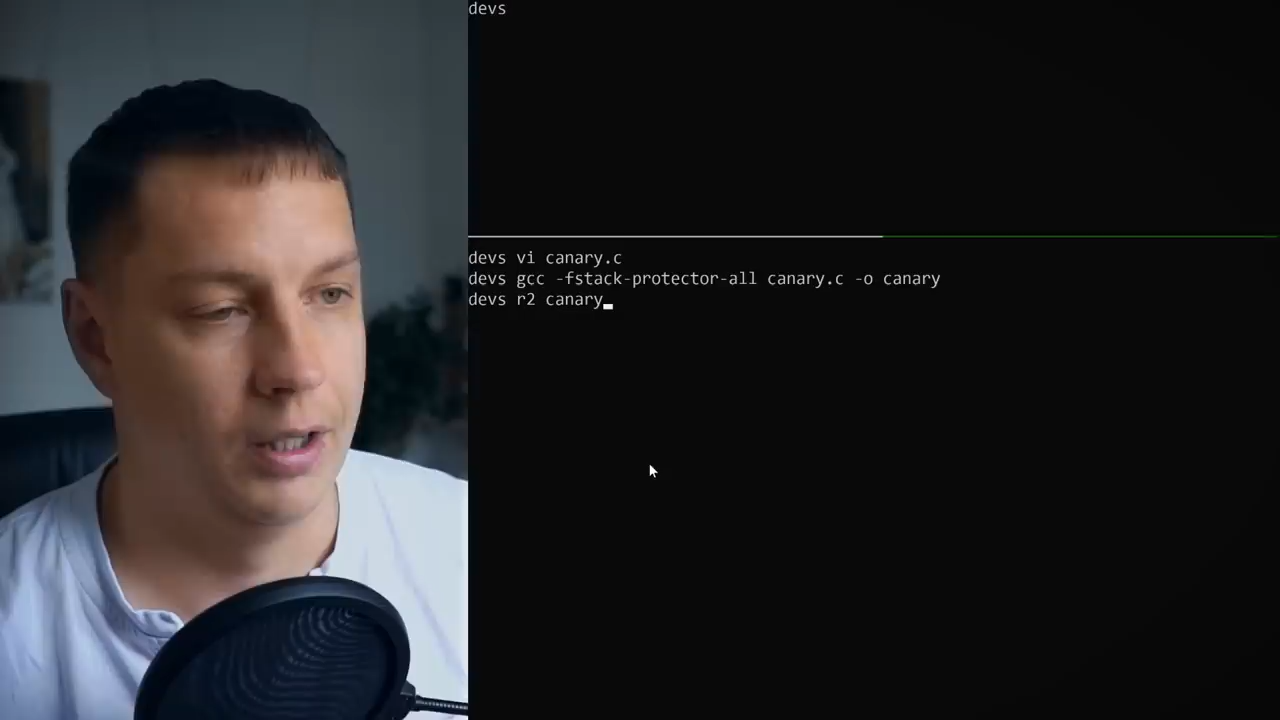 devs
devs vi canary.c
devs gcc -fstack-protector-all canary.c -o canary
devs r2 canary